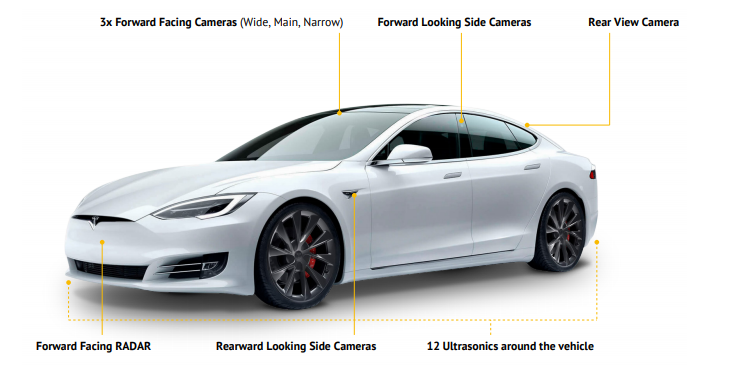 3x Forward Facing Cameras (Wide, Main, Narrow)
Forward Looking Side Cameras
Rear View Camera
Forward Facing RADAR
Rearward Looking Side Cameras
12 Ultrasonics around the vehicle